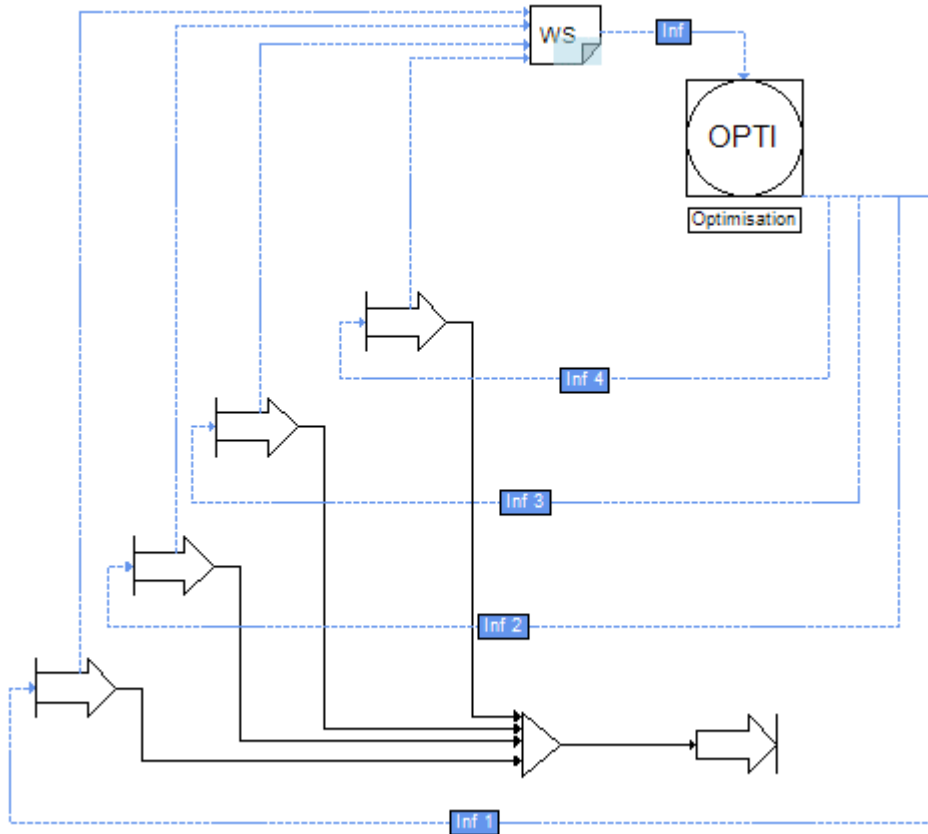 WS
Inf
OPTI
Optimisation
Inf 4
Inf 3
Inf 2
Inf 1